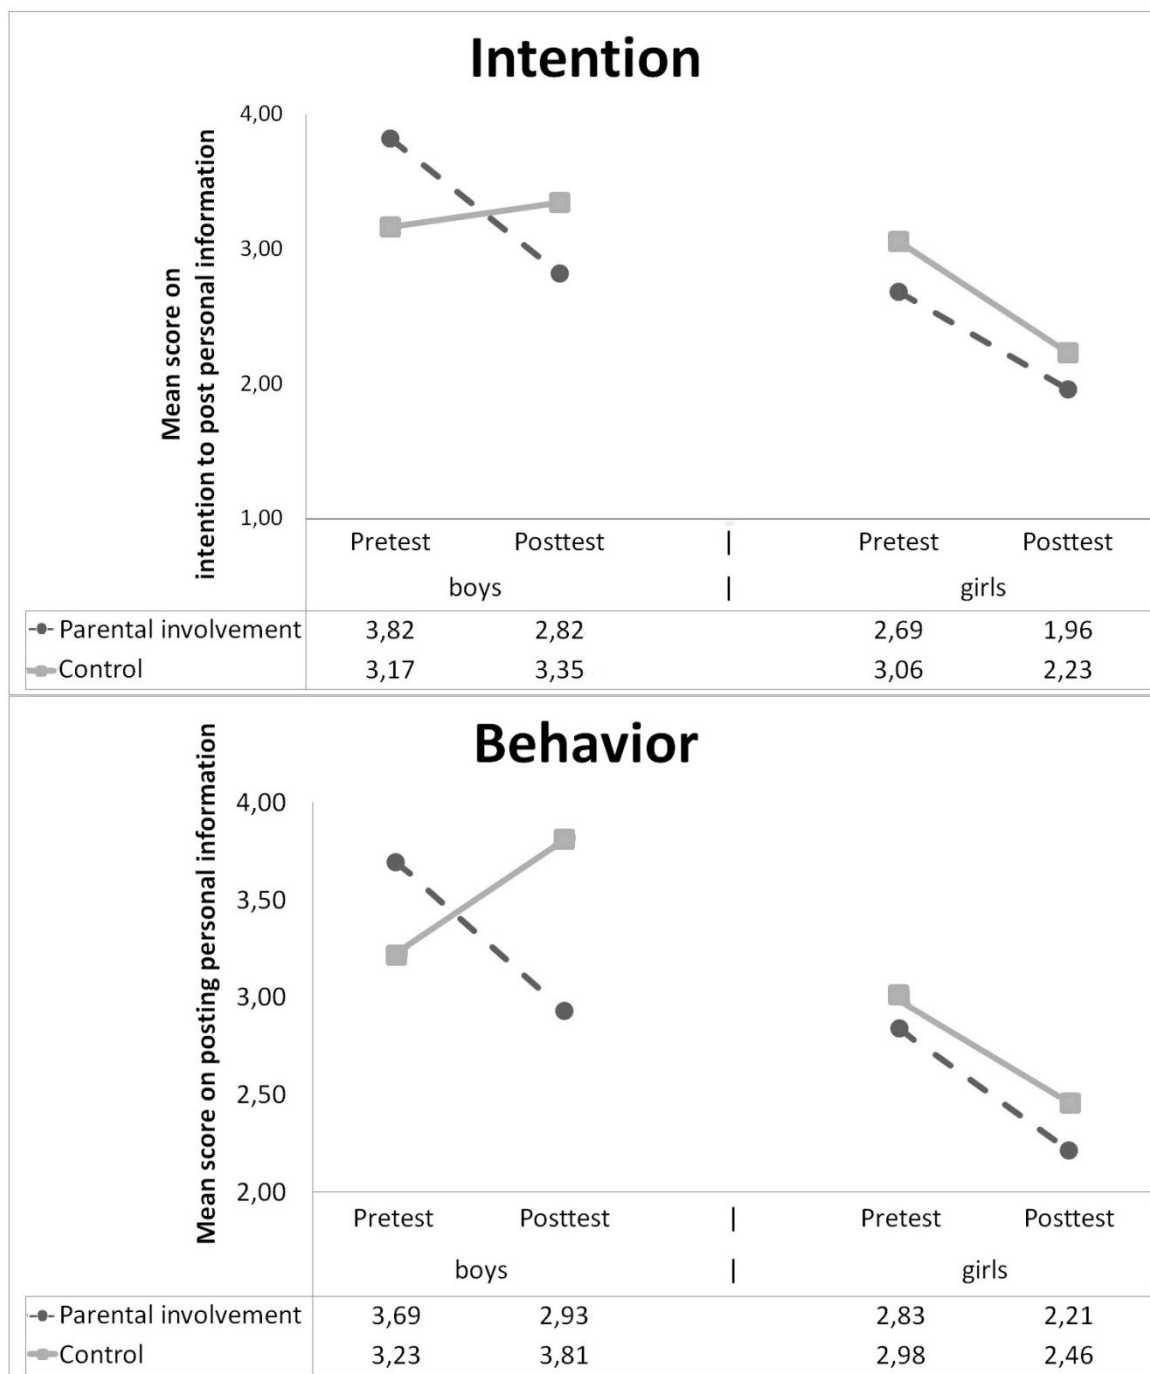 Intention
Mean score on
intention to post personal information
4,00
3,00
2,00
1,00
Pretest Posttest | Pretest Posttest
boys | girls
Parental involvement 3,82 2,82 2,69 1,96
Control 3,17 3,35 3,06 2,23
Behavior
Mean score on posting personal information
4,00
3,50
3,00
2,50
2,00
Pretest Posttest | Pretest Posttest
boys | girls
Parental involvement 3,69 2,93 2,83 2,21
Control 3,23 3,81 2,98 2,46